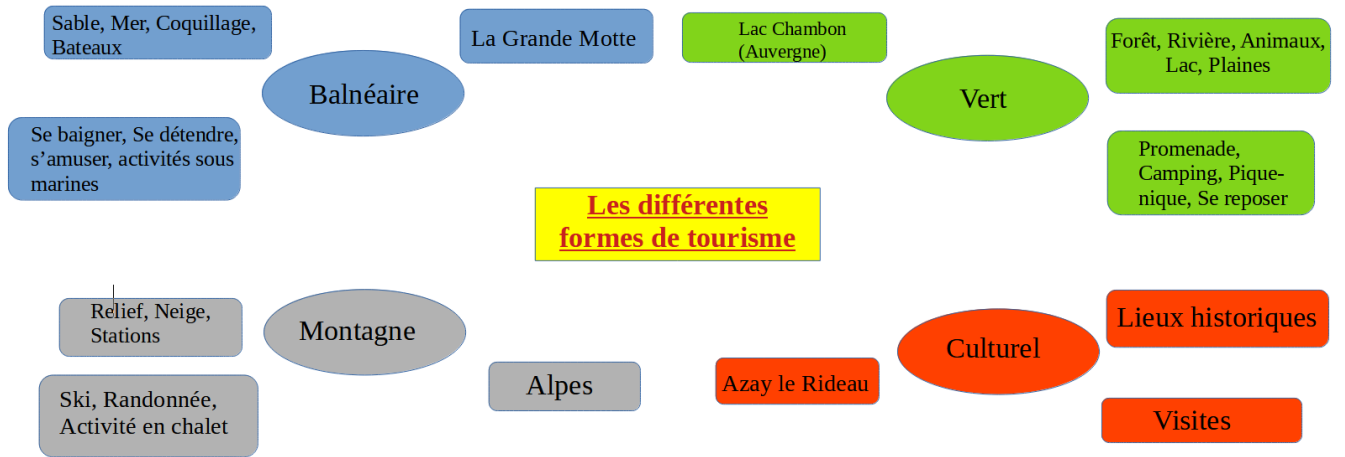 Sable, Mer, Coquillage,
Bateaux
La Grande Motte
Balnéaire
Se baigner, Se détendre,
s’amuser, activités sous
marines
Lac Chambon
(Auvergne)
Vert
Forêt, Rivière, Animaux,
Lac, Plaines
Promenade,
Camping, Pique-
nique, Se reposer
Les différentes
formes de tourisme
Relief, Neige,
Stations
Montagne
Ski, Randonnée,
Activité en chalet
Alpes
Azay le Rideau
Culturel
Lieux historiques
Visites